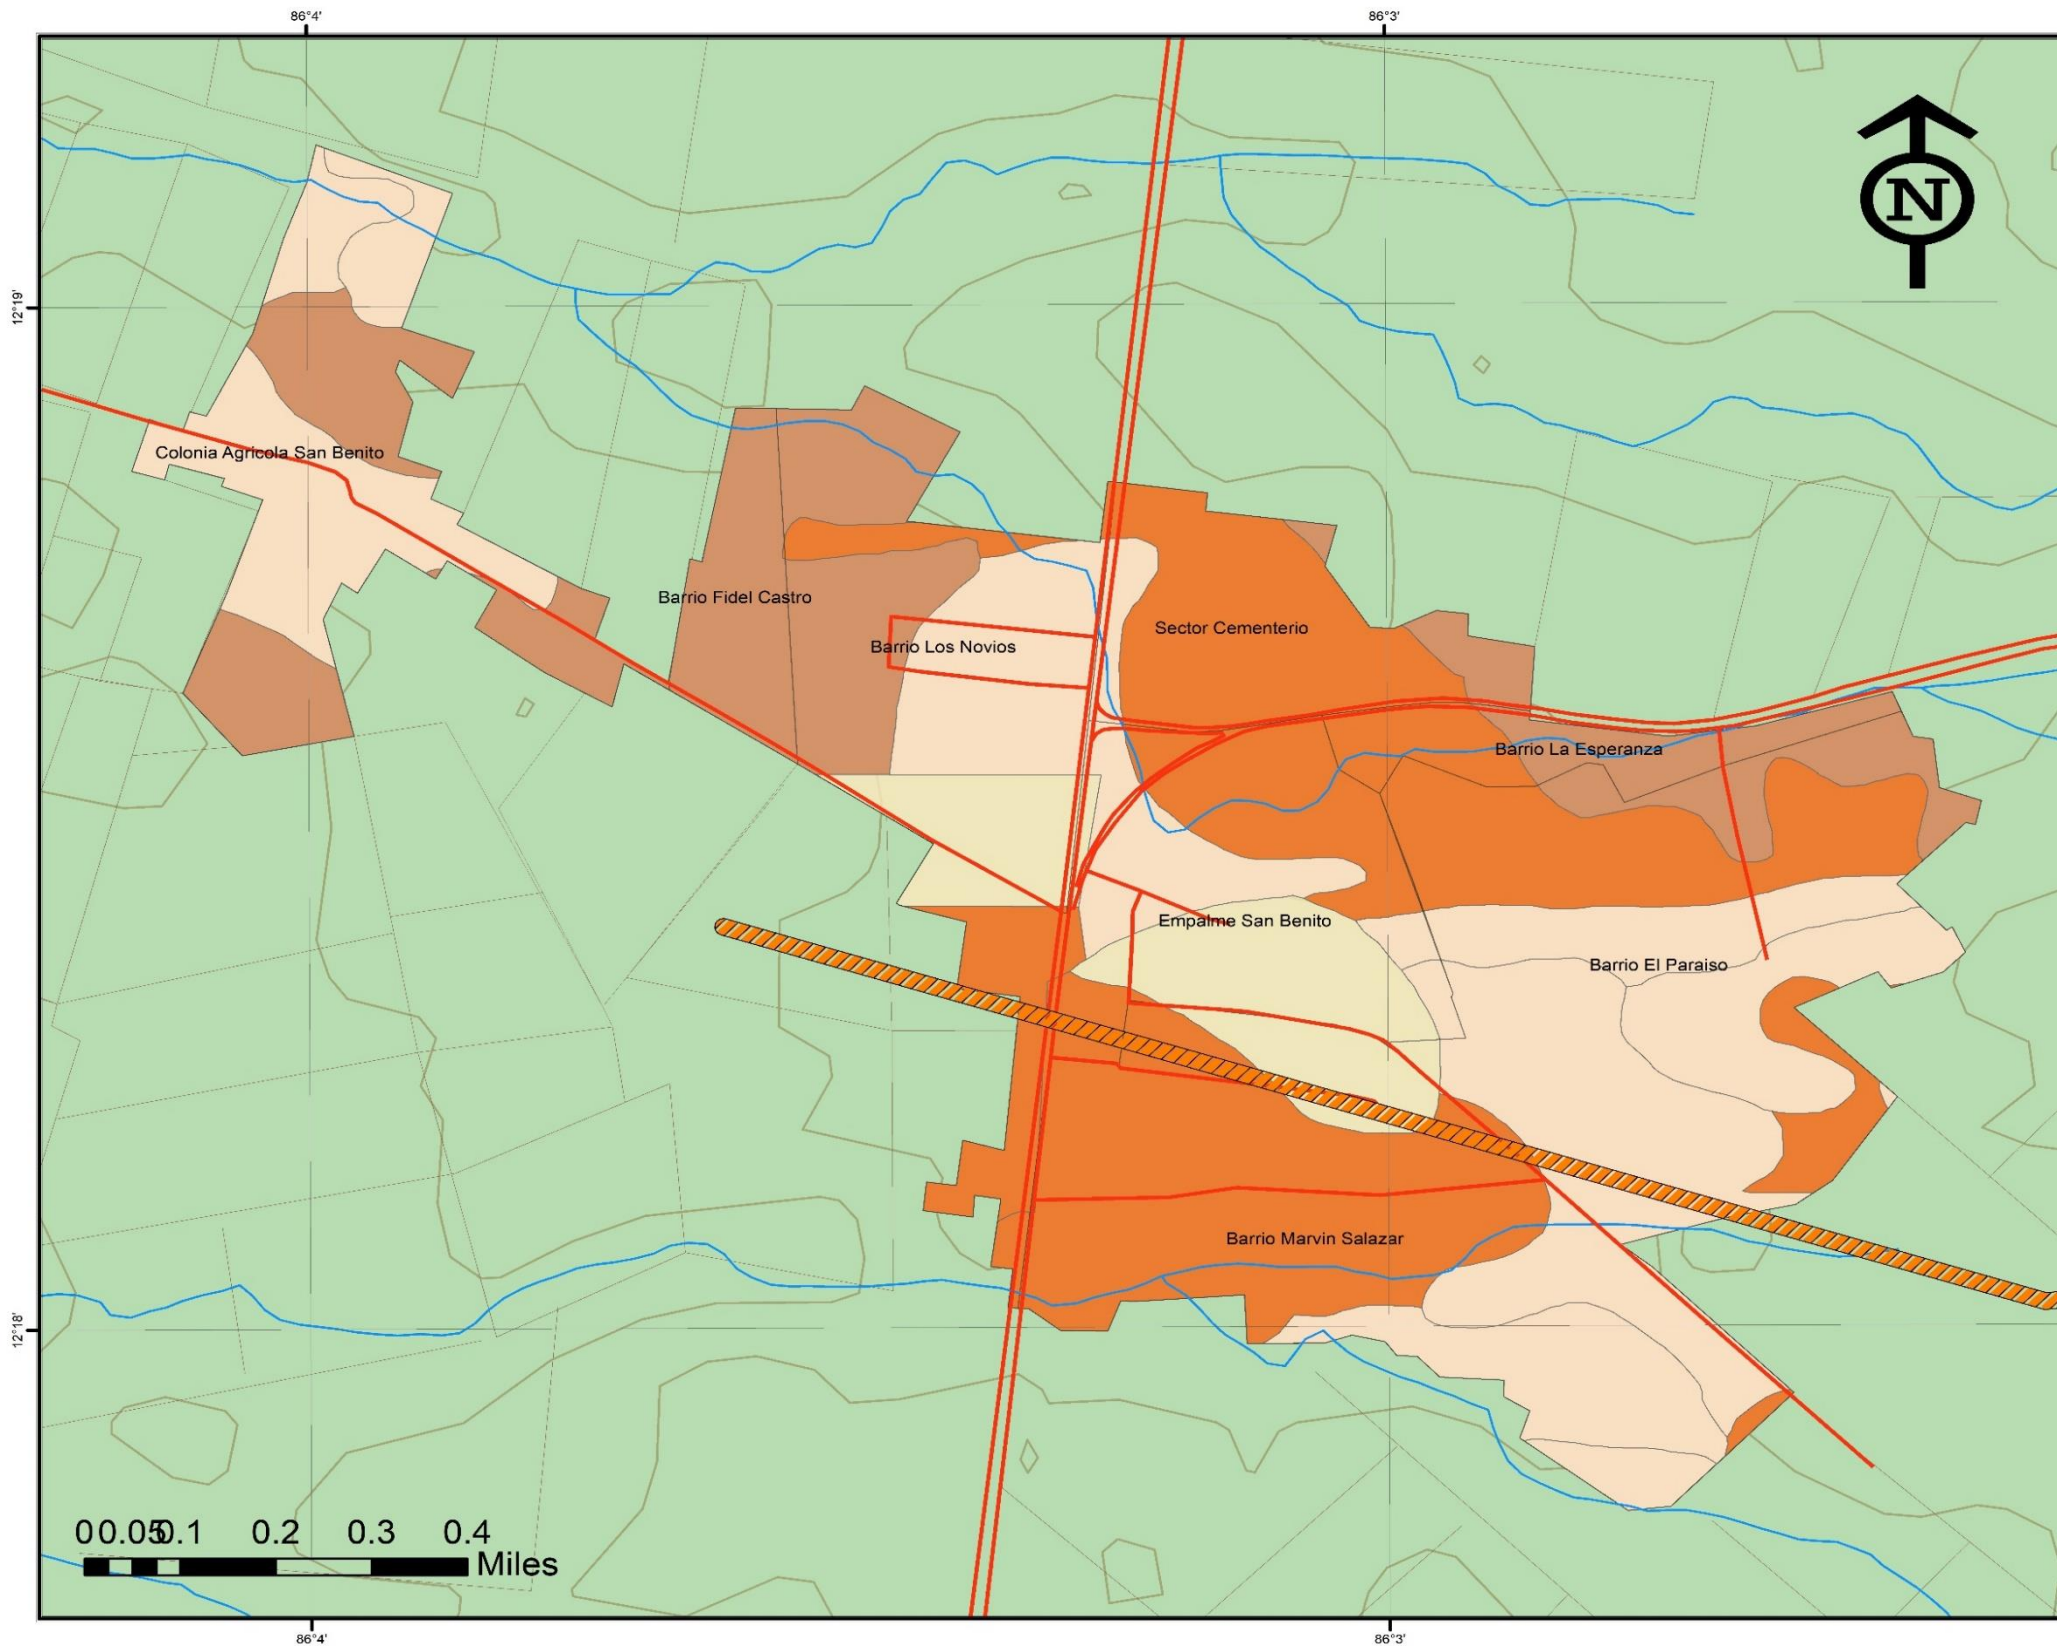 86°4'
86°3'
N
12°19'
Colonia Agricola San Benito
Barrio Fidel Castro
Sector Cementerio
Barrio Los Novios
Barrio La Esperanza
Empalme San Benito
Barrio El Paraiso
Barrio Marvin Salazar
12°18'
0 0.05 0.1 0.2 0.3 0.4
Miles
86°4'
86°3'